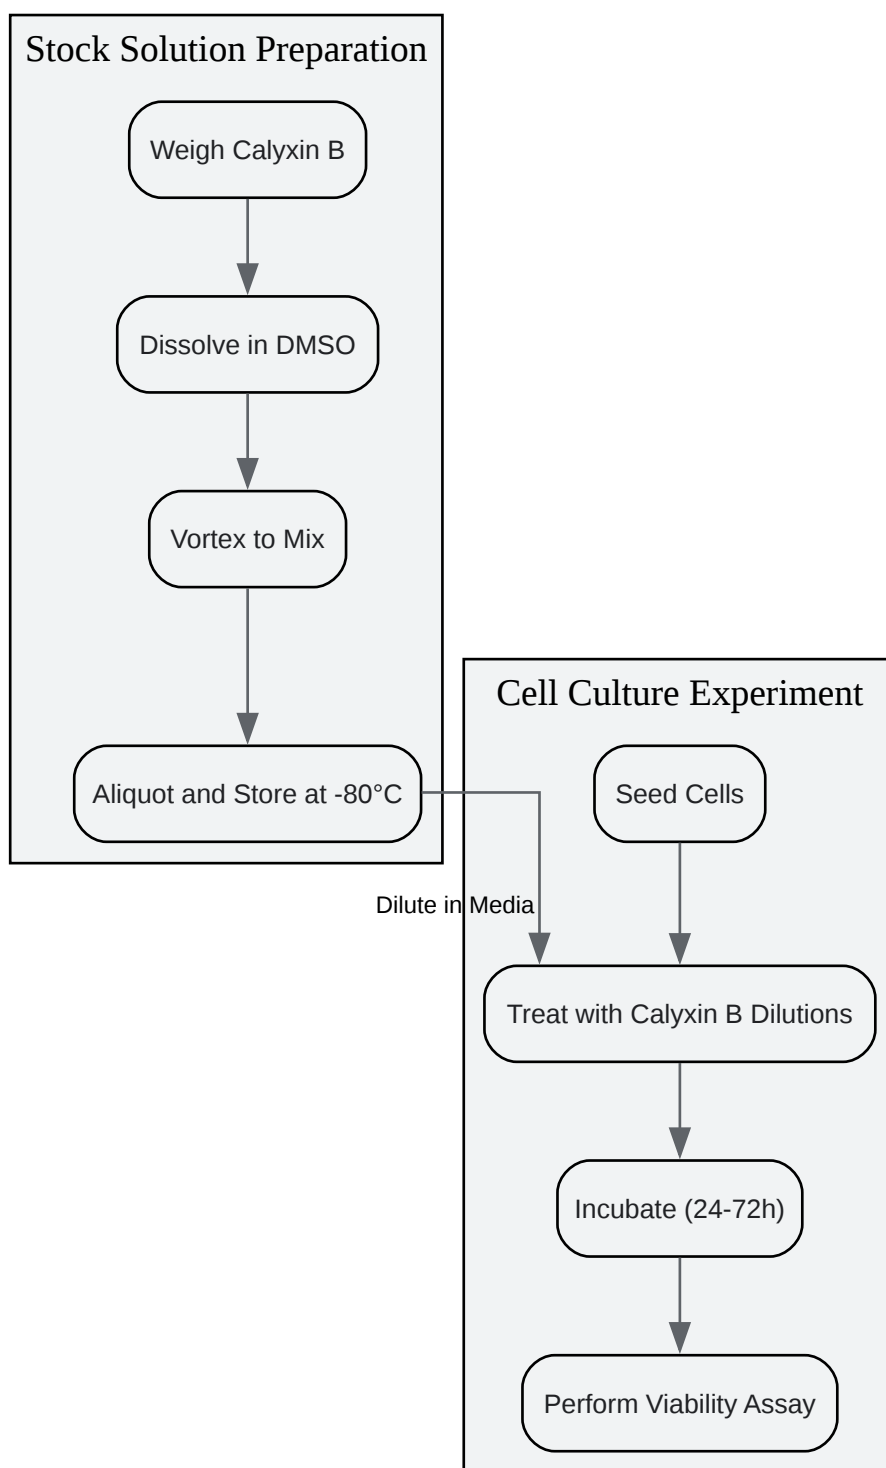 Stock Solution Preparation
Weigh Calyxin B
Dissolve in DMSO
Vortex to Mix
Aliquot and Store at -80°C
Dilute in Media
Cell Culture Experiment
Seed Cells
Treat with Calyxin B Dilutions
Incubate (24-72h)
Perform Viability Assay